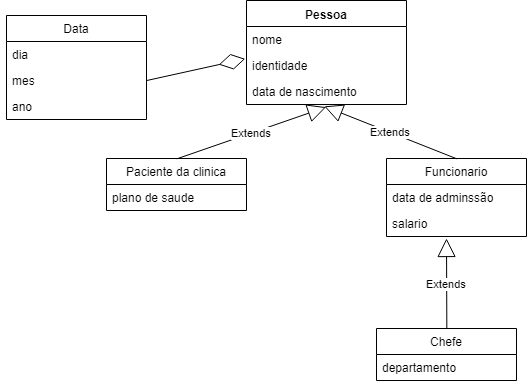 Data
dia
mes
ano
Pessoa
nome
identidade
data de nascimento
Extends
Extends
Paciente da clinica
plano de saude
Funcionario
data de adminssão
salario
Extends
Chefe
departamento